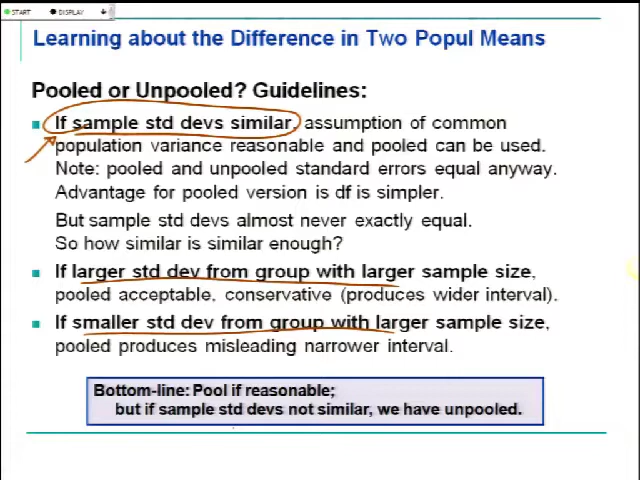 START DISPLAY
Learning about the Difference in Two Popul Means
Pooled or Unpooled? Guidelines:
If sample std devs similar, assumption of common
population variance reasonable and pooled can be used.
Note: pooled and unpooled standard errors equal anyway.
Advantage for pooled version is df is simpler.
But sample std devs almost never exactly equal.
So how similar is similar enough?
If larger std dev from group with larger sample size,
pooled acceptable, conservative (produces wider interval).
If smaller std dev from group with larger sample size,
pooled produces misleading narrower interval.
Bottom-line: Pool if reasonable;
but if sample std devs not similar, we have unpooled.